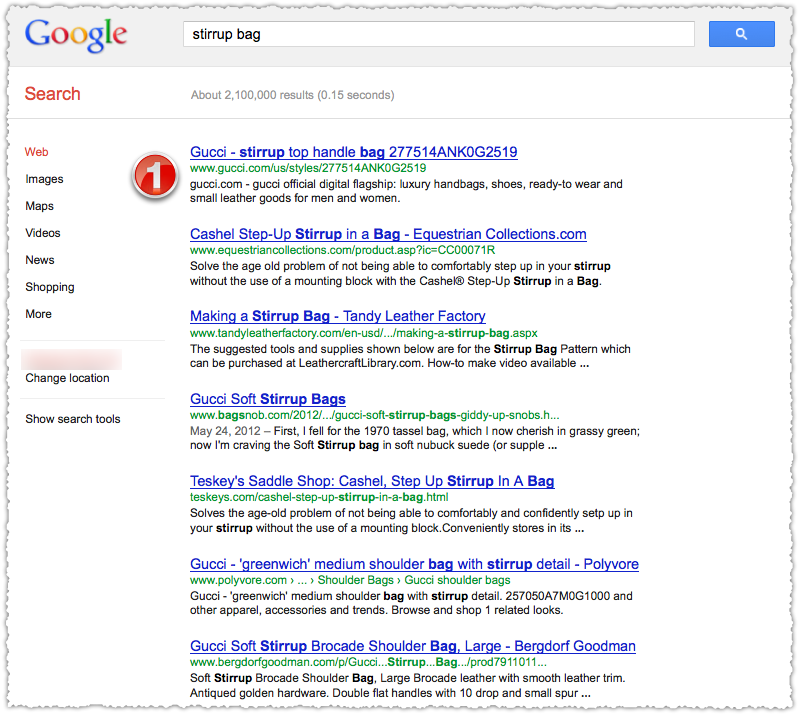 Google
stirrup bag
Search
About 2,100,000 results (0.15 seconds)
Web
Images
Maps
Videos
News
Shopping
More
Change location
Show search tools
1
Gucci - stirrup top handle bag 277514ANK0G2519
www.gucci.com/us/styles/277514ANK0G2519
gucci.com - gucci official digital flagship: luxury handbags, shoes, ready-to wear and
small leather goods for men and women.
Cashel Step-Up Stirrup in a Bag - Equestrian Collections.com
www.equestriancollections.com/product.asp?ic=CC00071R
Solve the age old problem of not being able to comfortably step up in your stirrup
without the use of a mounting block with the Cashel® Step-Up Stirrup in a Bag.
Making a Stirrup Bag - Tandy Leather Factory
www.tandyleatherfactory.com/en-usd/.../making-a-stirrup-bag.aspx
The suggested tools and supplies shown below are for the Stirrup Bag Pattern which
can be purchased at LeathercraftLibrary.com. How-to make video available ...
Gucci Soft Stirrup Bags
www.bagsnob.com/2012/.../gucci-soft-stirrup-bags-giddy-up-snobs.h...
May 24, 2012 – First, I fell for the 1970 tassel bag, which I now cherish in grassy green;
now I'm craving the Soft Stirrup bag in soft nubuck suede (or supple ...
Teskey's Saddle Shop: Cashel, Step Up Stirrup In A Bag
teskeys.com/cashel-step-up-stirrup-in-a-bag.html
Solves the age-old problem of not being able to comfortably and confidently setp up in
your stirrup without the use of a mounting block.Conveniently stores in its ...
Gucci - 'greenwich' medium shoulder bag with stirrup detail - Polyvore
www.polyvore.com › ... › Shoulder Bags › Gucci shoulder bags
Gucci - 'greenwich' medium shoulder bag with stirrup detail. 257050A7M0G1000 and
other apparel, accessories and trends. Browse and shop 1 related looks.
Gucci Soft Stirrup Brocade Shoulder Bag, Large - Bergdorf Goodman
www.bergdorfgoodman.com/p/Gucci...Stirrup...Bag.../prod7911011...
Soft Stirrup Brocade Shoulder Bag, Large Brocade leather with smooth leather trim.
Antiqued golden hardware. Double flat handles with 10 drop and small spur ...